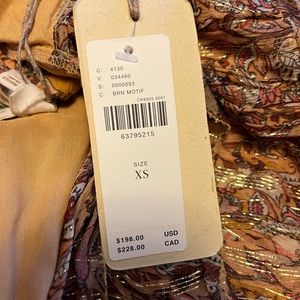 C: 4130
V: 034460
S: 0000093
C: BRN MOTIF
63795215
SIZE
XS
$198.00 USD
$228.00 CAD